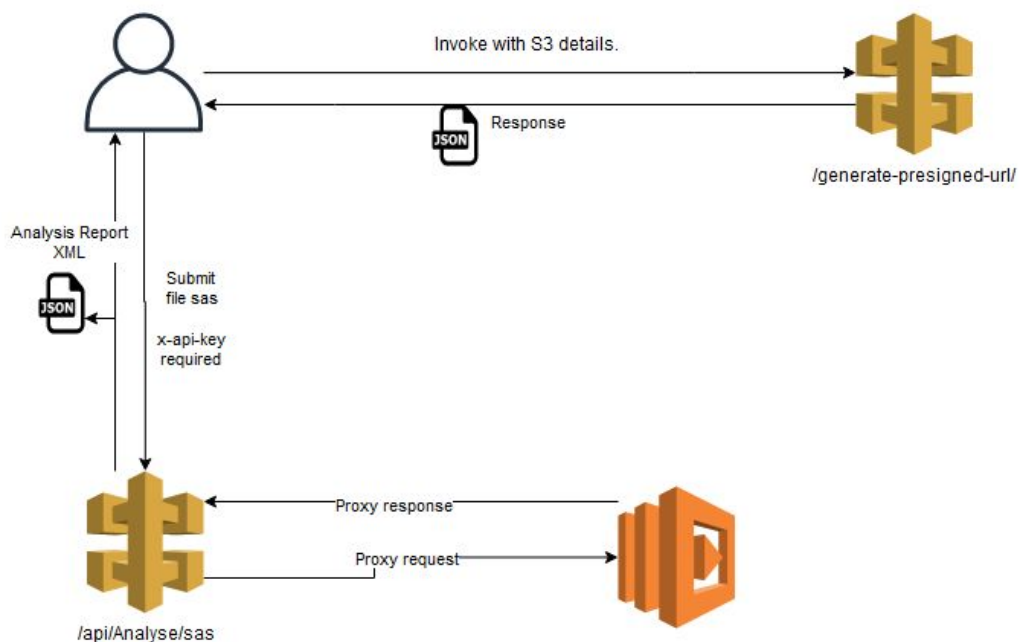 Invoke with S3 details.
JSON
Response
/generate-presigned-url/
Analysis Report
XML
JSON
Submit
file sas
x-api-key
required
Proxy response
Proxy request
/api/Analyse/sas